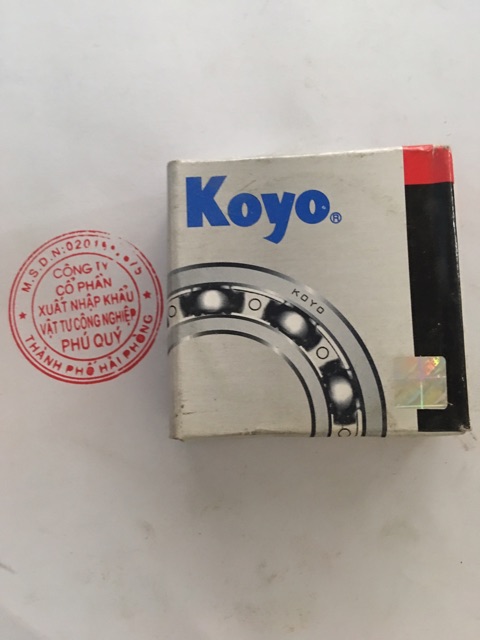 Koyo®
KOYO
M.S.D.N:
CÔNG TY
CỔ PHẦN
XUẤT NHẬP KHẨU
VẬT TƯ CÔNG NGHIỆP
PHÚ QUÝ
THÀNH PHỐ HẢI PHÒNG